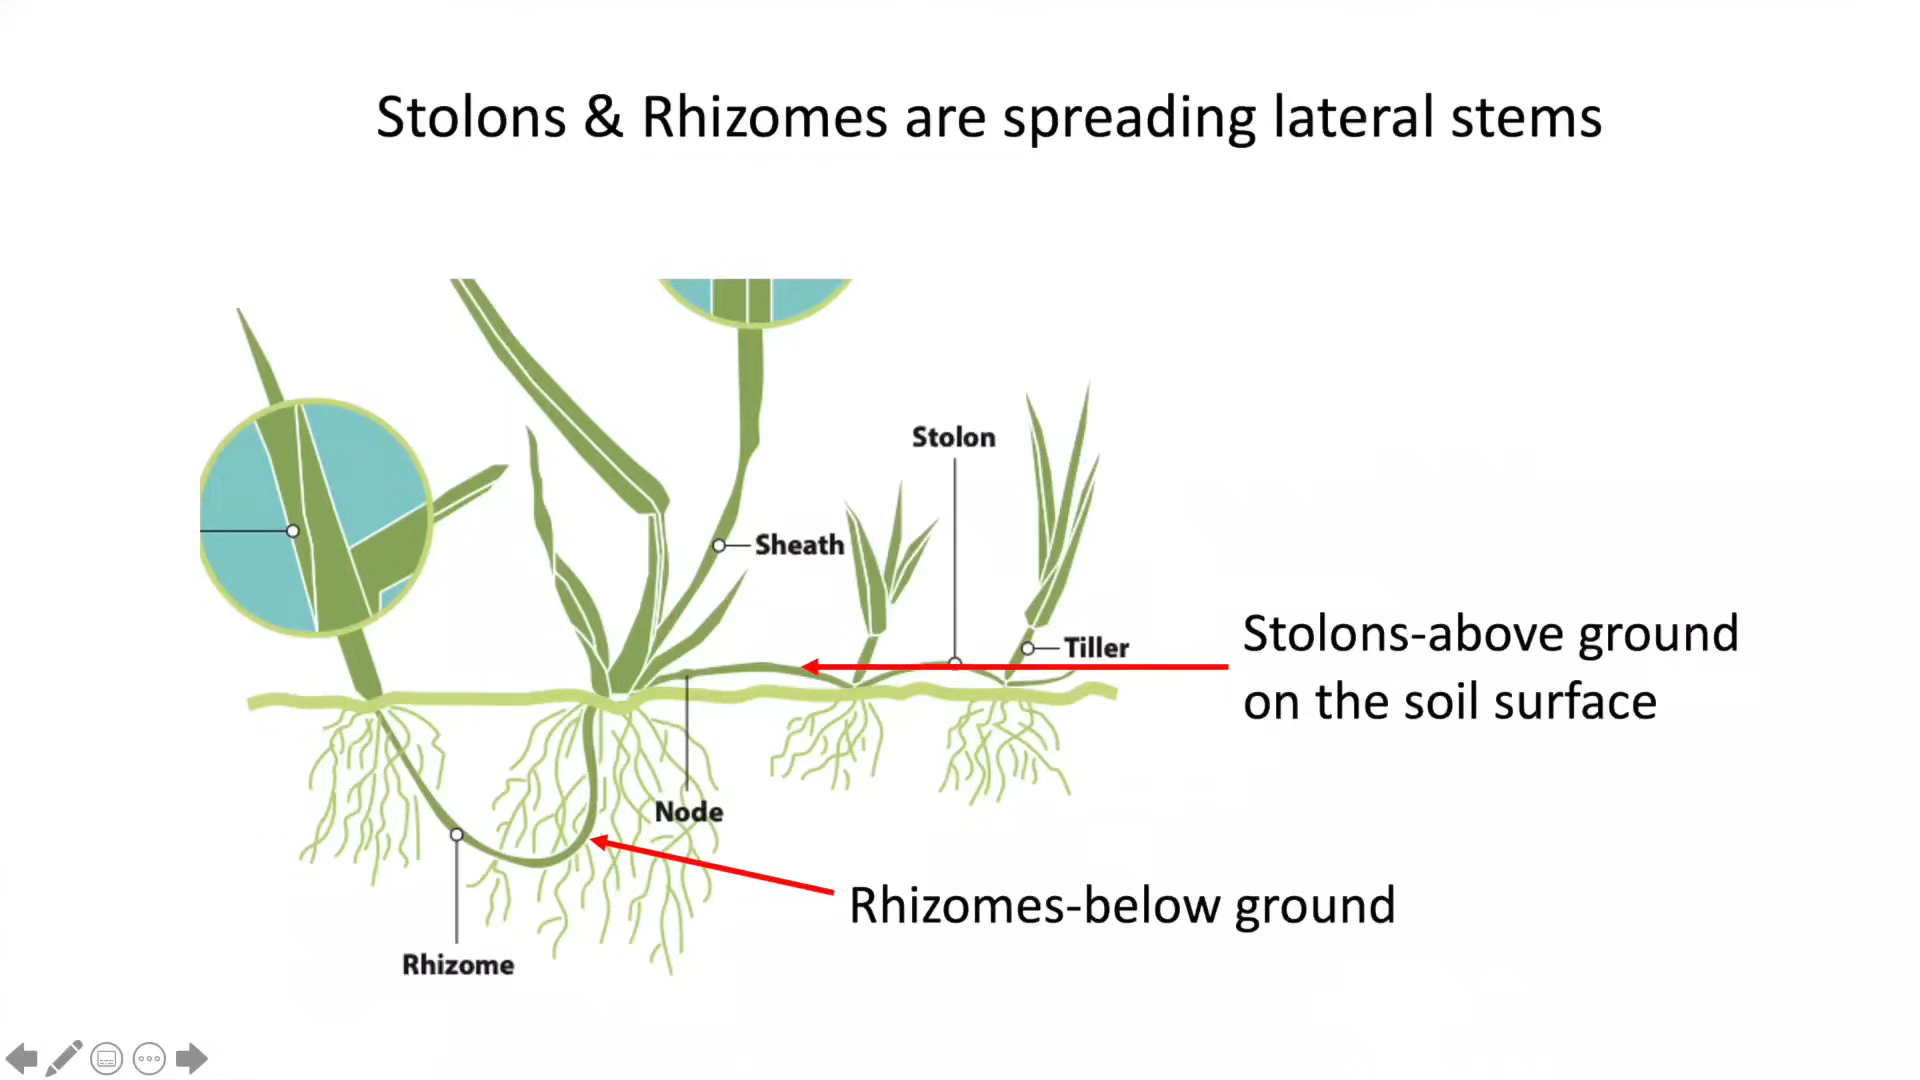 Stolons & Rhizomes are spreading lateral stems
Stolon
Sheath
Tiller
Stolons-above ground
on the soil surface
Node
Rhizomes-below ground
Rhizome